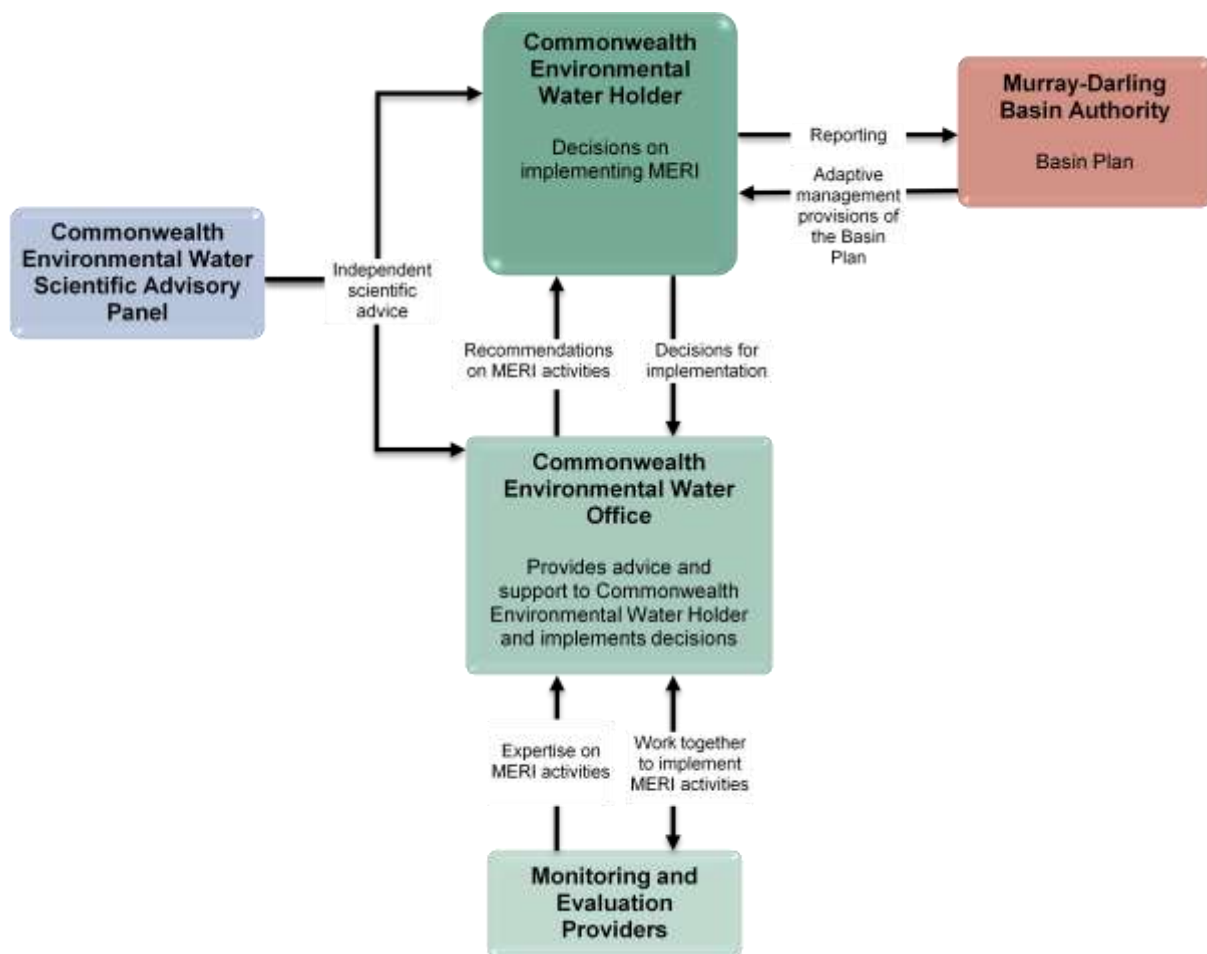 Commonwealth
Environmental
Water Holder
Decisions on
implementing MERI
Murray-Darling
Basin Authority
Basin Plan
Reporting
Adaptive
management
provisions of
the Basin
Plan
Commonwealth
Environmental Water
Scientific Advisory
Panel
Independent
scientific
advice
Recommendations
on MERI activities
Decisions for
implementation
Commonwealth
Environmental Water
Office
Provides advice and
support to Commonwealth
Environmental Water Holder
and implements decisions
Expertise on
MERI activities
Work together
to implement
MERI activities
Monitoring and
Evaluation
Providers